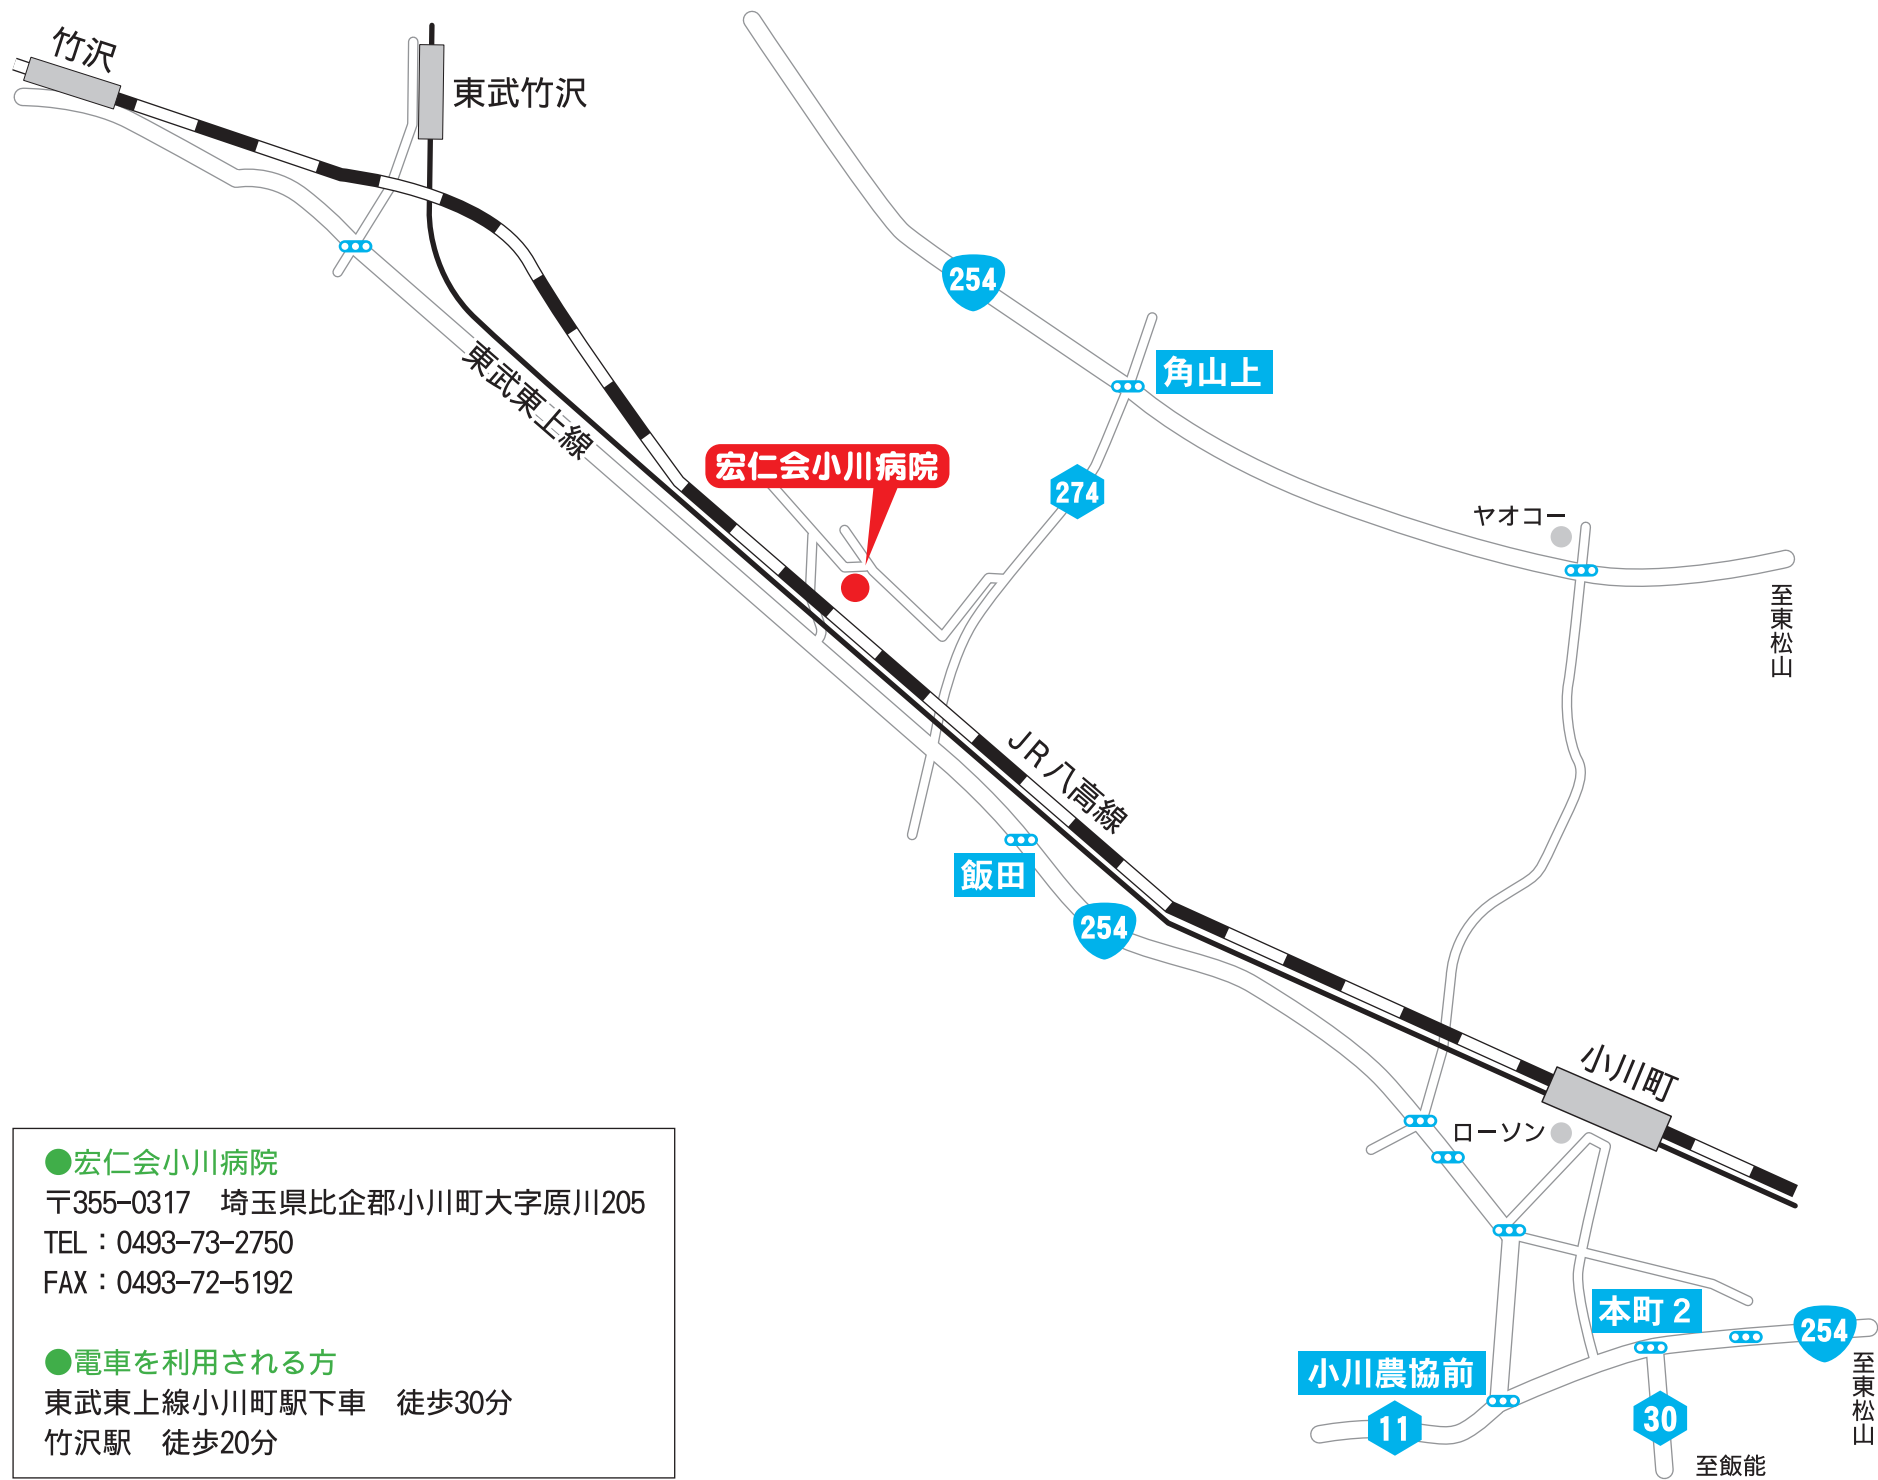 竹沢
東武竹沢
254
角山上
東武東上線
宏仁会小川病院
274
ヤオコー
至東松山
JR八高線
飯田
254
小川町
ローソン
本町2
254
小川農協前
11
30
至東松山
至飯能
●宏仁会小川病院
〒355-0317　埼玉県比企郡小川町大字原川205
TEL：0493-73-2750
FAX：0493-72-5192
●電車を利用される方
東武東上線小川町駅下車　徒歩30分
竹沢駅　徒歩20分